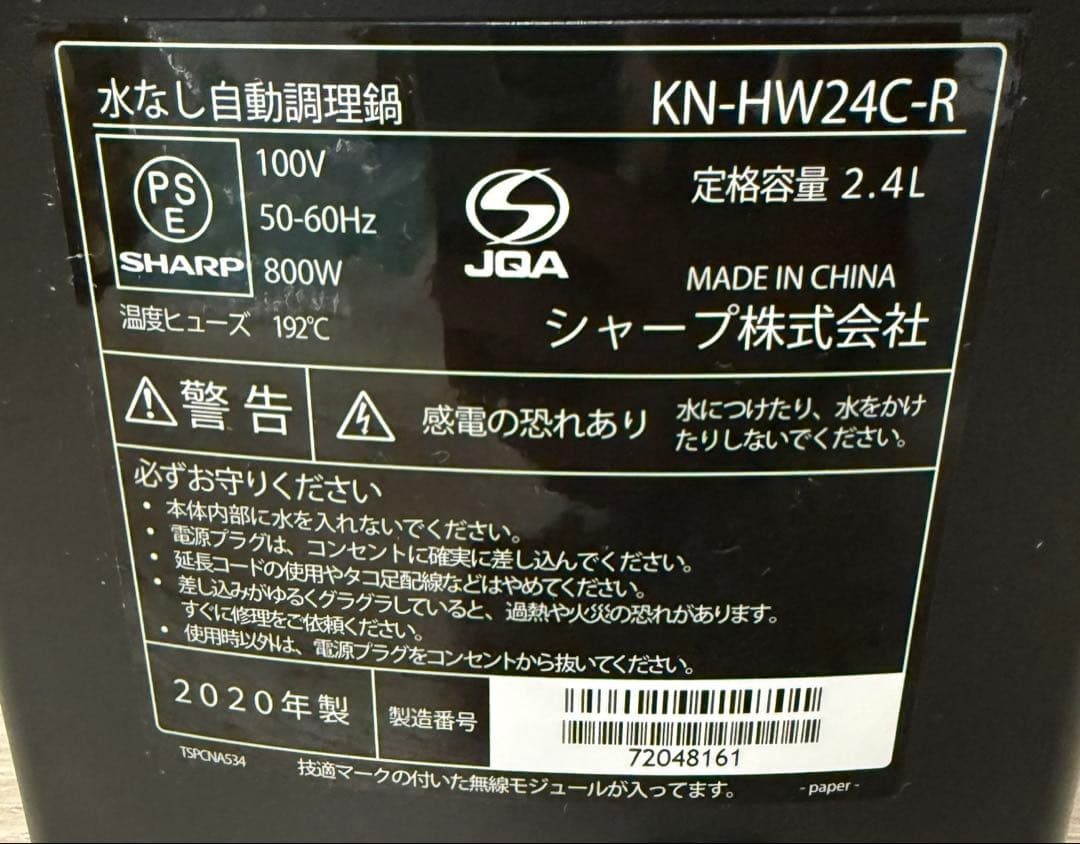 水なし自動調理鍋 KN-HW24C-R
PS
E
SHARP
100V
50-60Hz
800W
JQA
定格容量 2.4L
MADE IN CHINA
シャープ株式会社
温度ヒューズ 192℃
警告
感電の恐れあり
水につけたり、水をかけ
たりしないでください。
必ずお守りください
・本体内部に水を入れないでください。
・電源プラグは、コンセントに確実に差し込んでください。
・延長コードの使用やタコ足配線などはやめてください。
・差し込みがゆるくグラグラしていると、過熱や火災の恐れがあります。
すぐに修理をご依頼ください。
・使用時以外は、電源プラグをコンセントから抜いてください。
2020年製
製造番号
72048161
TSPCNA534
技適マークの付いた無線モジュールが入ってます。
- paper -